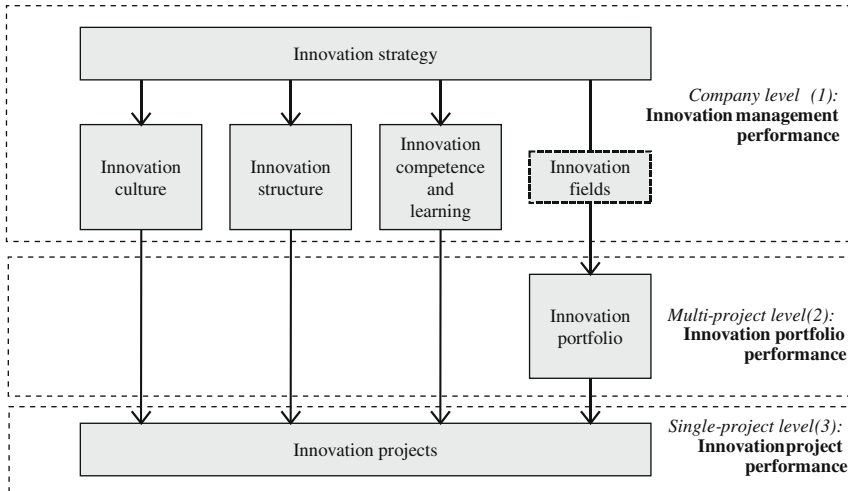 Innovation strategy
Company level (1):
Innovation management
performance
Innovation
culture
Innovation
structure
Innovation
competence
and
learning
Innovation
fields
Innovation
portfolio
Multi-project level(2):
Innovation portfolio
performance
Innovation projects
Single-project level(3):
Innovationproject
performance